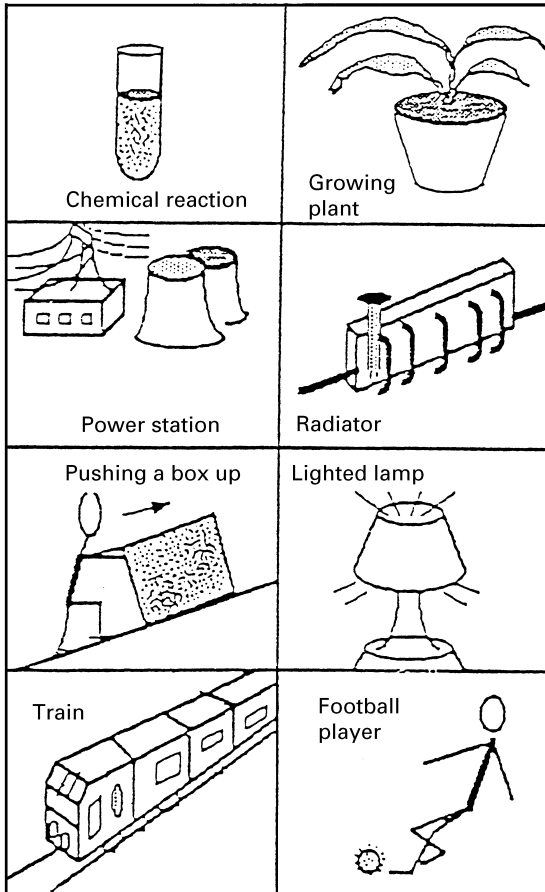 Chemical reaction
Growing
plant
Power station
Radiator
Pushing a box up
Lighted lamp
Train
Football
player